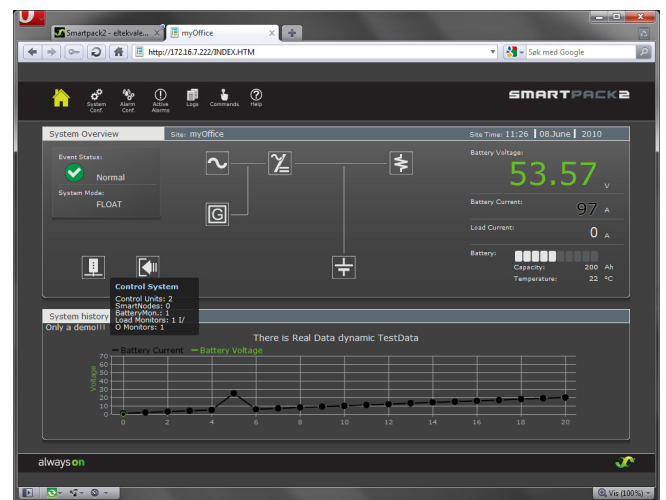 Smartpack2 - eltekvale...
myOffice
http://172.16.7.222/INDEX.HTM
Søk med Google
System Conf.
Alarm Conf.
Active Alarms
Logs
Commands
Help
SMARTPACK2
System Overview
Site: myOffice
Site Time: 11:26 | 08.June | 2010
Event Status:
Normal
System Mode:
FLOAT
G
Battery Voltage:
53.57 V
Battery Current:
97 A
Load Current:
0 A
Battery:
Capacity: 200 Ah
Temperature: 22 °C
Control System
Control Units: 2
SmartNodes: 0
BatteryMon.: 1
Load Monitors: 1 I/
O Monitors: 1
System history
Only a demo!!!
There is Real Data dynamic TestData
Battery Current
Battery Voltage
Voltage
70
60
50
40
30
20
10
0
0 2 4 6 8 10 12 14 16 18 20
always on
Vis (100%)